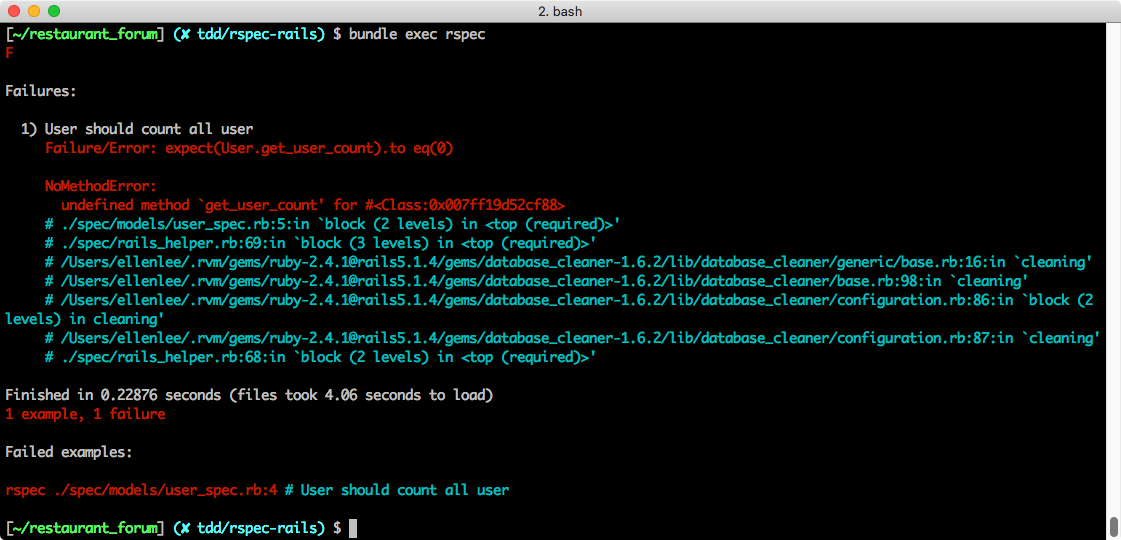 2. bash
[~/restaurant_forum] (✘ tdd/rspec-rails) $ bundle exec rspec
F
Failures:
1) User should count all user
Failure/Error: expect(User.get_user_count).to eq(0)
NoMethodError:
undefined method `get_user_count' for #<Class:0x007ff19d52cf88>
# ./spec/models/user_spec.rb:5:in `block (2 levels) in <top (required)>'
# ./spec/rails_helper.rb:69:in `block (3 levels) in <top (required)>'
# /Users/ellenlee/.rvm/gems/ruby-2.4.1@rails5.1.4/gems/database_cleaner-1.6.2/lib/database_cleaner/generic/base.rb:16:in `cleaning'
# /Users/ellenlee/.rvm/gems/ruby-2.4.1@rails5.1.4/gems/database_cleaner-1.6.2/lib/database_cleaner/base.rb:98:in `cleaning'
# /Users/ellenlee/.rvm/gems/ruby-2.4.1@rails5.1.4/gems/database_cleaner-1.6.2/lib/database_cleaner/configuration.rb:86:in `block (2
levels) in cleaning'
# /Users/ellenlee/.rvm/gems/ruby-2.4.1@rails5.1.4/gems/database_cleaner-1.6.2/lib/database_cleaner/configuration.rb:87:in `cleaning'
# ./spec/rails_helper.rb:68:in `block (2 levels) in <top (required)>'
Finished in 0.22876 seconds (files took 4.06 seconds to load)
1 example, 1 failure
Failed examples:
rspec ./spec/models/user_spec.rb:4 # User should count all user
[~/restaurant_forum] (✘ tdd/rspec-rails) $